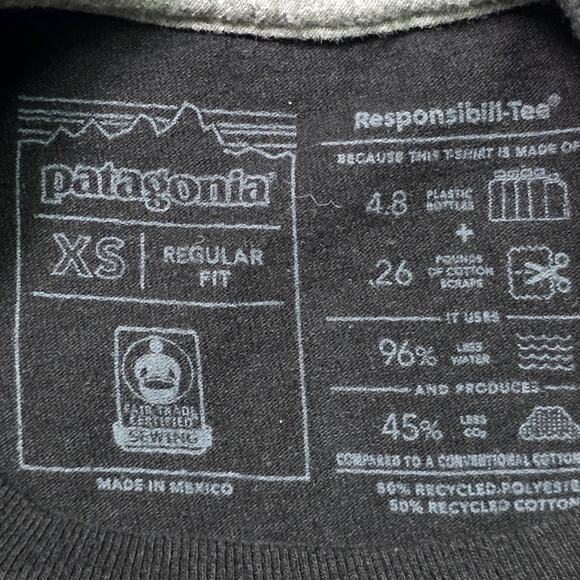 patagonia®
XS | REGULAR
FIT
FAIR TRADE
CERTIFIED
SEWING
MADE IN MEXICO
Responsibili-Tee®
BECAUSE THIS T-SHIRT IS MADE OF
4.8 PLASTIC
BOTTLES
+
.26 POUNDS
OF COTTON
SCRAPS
IT USES
96% LESS
WATER
AND PRODUCES
45% LESS
CO₂
COMPARED TO A CONVENTIONAL COTTON
50% RECYCLED POLYESTE
50% RECYCLED COTTON